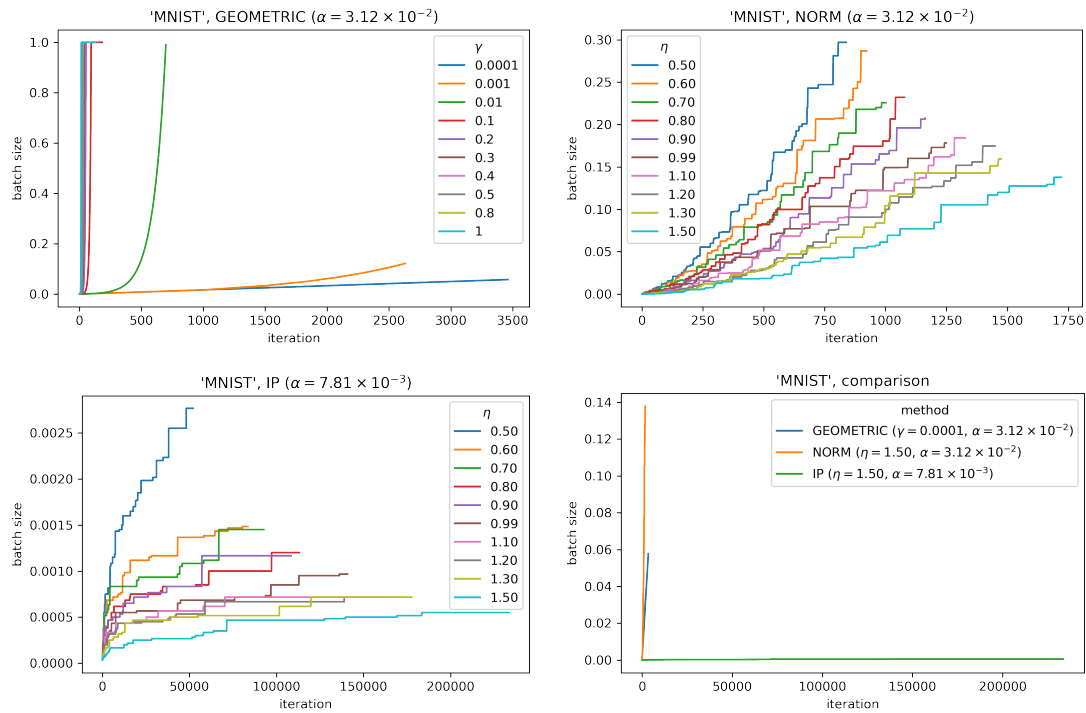 'MNIST', GEOMETRIC (α = 3.12 × 10⁻²)
batch size
1.0
0.8
0.6
0.4
0.2
0.0
0 500 1000 1500 2000 2500 3000 3500
iteration
γ
0.0001
0.001
0.01
0.1
0.2
0.3
0.4
0.5
0.8
1
'MNIST', NORM (α = 3.12 × 10⁻²)
batch size
0.30
0.25
0.20
0.15
0.10
0.05
0.00
0 250 500 750 1000 1250 1500 1750
iteration
η
0.50
0.60
0.70
0.80
0.90
0.99
1.10
1.20
1.30
1.50
'MNIST', IP (α = 7.81 × 10⁻³)
batch size
0.0025
0.0020
0.0015
0.0010
0.0005
0.0000
0 50000 100000 150000 200000
iteration
η
0.50
0.60
0.70
0.80
0.90
0.99
1.10
1.20
1.30
1.50
'MNIST', comparison
batch size
0.14
0.12
0.10
0.08
0.06
0.04
0.02
0.00
0 50000 100000 150000 200000
iteration
method
GEOMETRIC (γ = 0.0001, α = 3.12 × 10⁻²)
NORM (η = 1.50, α = 3.12 × 10⁻²)
IP (η = 1.50, α = 7.81 × 10⁻³)